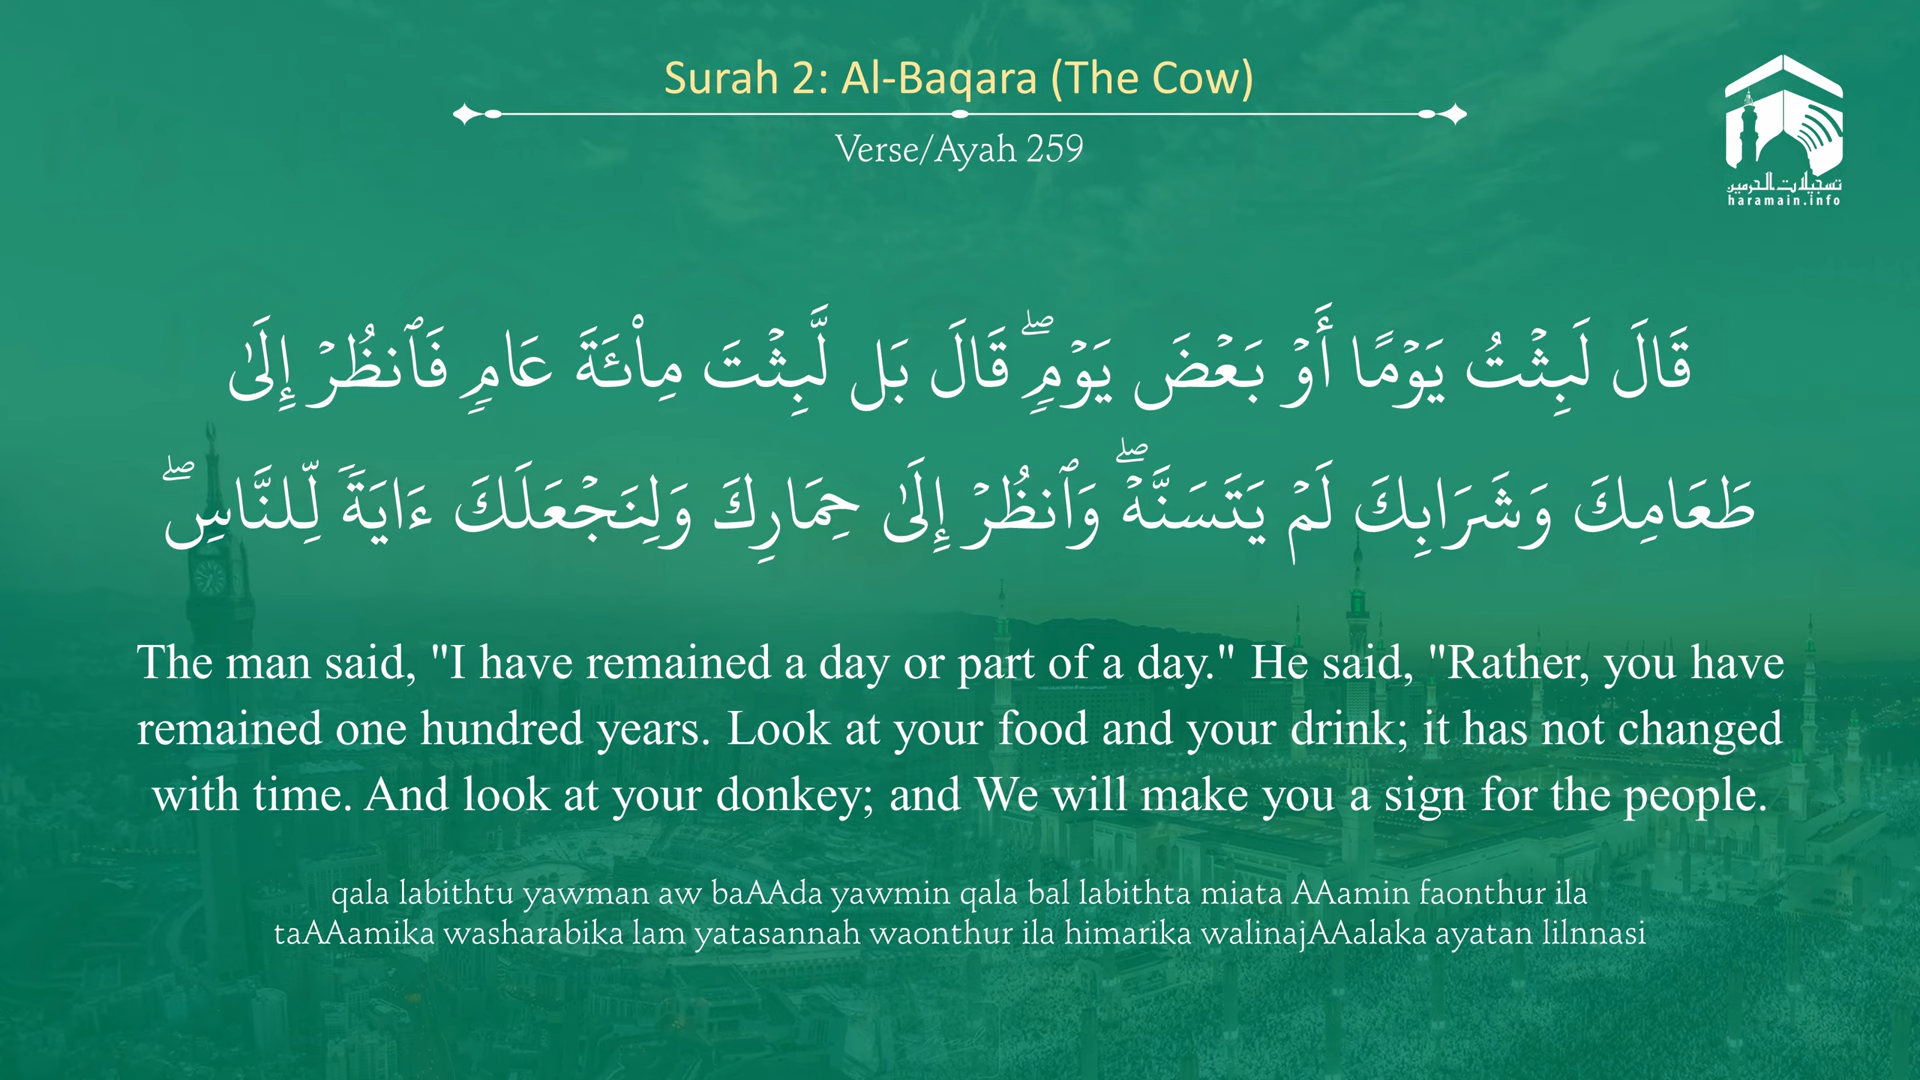 Surah 2: Al-Baqara (The Cow)
Verse/Ayah 259
تسجيلات الحرمين
haramain.info
قَالَ لَبِثْتُ يَوْمًا أَوْ بَعْضَ يَوْمٍۢ ۖ قَالَ بَل لَّبِثْتَ مِا۟ئَةَ عَامٍۢ فَٱنظُرْ إِلَىٰ
طَعَامِكَ وَشَرَابِكَ لَمْ يَتَسَنَّهْ ۖ وَٱنظُرْ إِلَىٰ حِمَارِكَ وَلِنَجْعَلَكَ ءَايَةًۭ لِّلنَّاسِ ۖ
The man said, "I have remained a day or part of a day." He said, "Rather, you have
remained one hundred years. Look at your food and your drink; it has not changed
with time. And look at your donkey; and We will make you a sign for the people.
qala labithtu yawman aw baAAda yawmin qala bal labithta miata AAamin faonthur ila
taAAamika washarabika lam yatasannah waonthur ila himarika walinajAAalaka ayatan lilnnasi